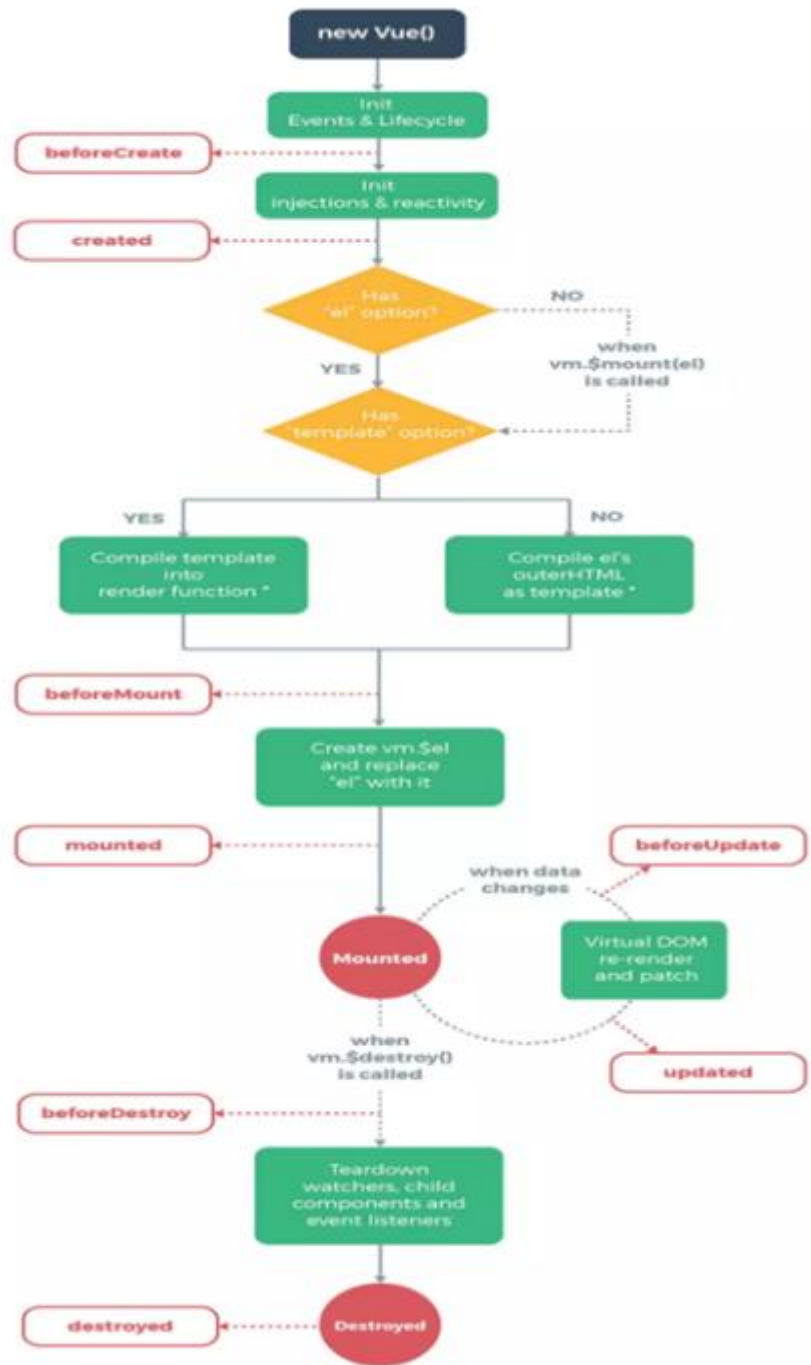 new Vue()
Init
Events & Lifecycle
beforeCreate
Init
injections & reactivity
created
Has
"el" option?
NO
when
vm.$mount(el)
is called
YES
Has
"template" option?
YES
NO
Compile template
into
render function *
Compile el's
outerHTML
as template *
beforeMount
Create vm.$el
and replace
"el" with it
mounted
beforeUpdate
when data
changes
Mounted
Virtual DOM
re-render
and patch
when
vm.$destroy()
is called
updated
beforeDestroy
Teardown
watchers, child
components and
event listeners
destroyed
Destroyed